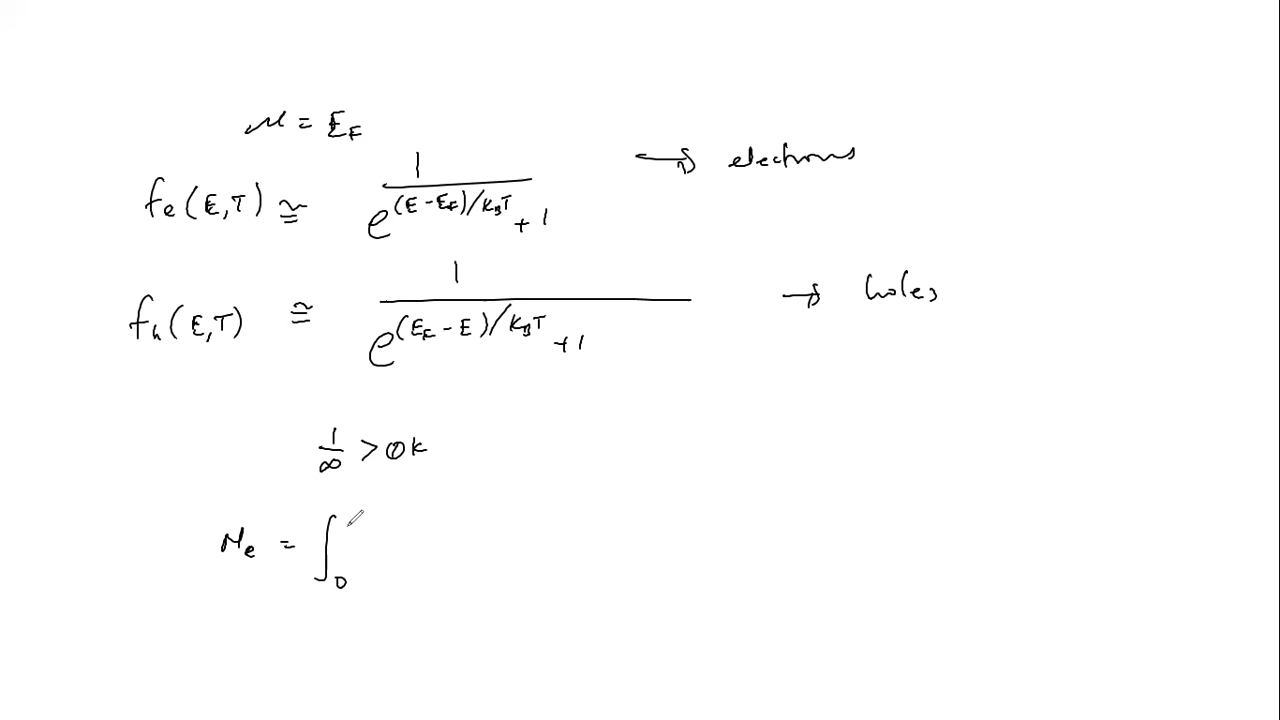 μ = E_F
f_e(E,T) ≅ 1/(e^{(E-E_F)/k_BT} + 1) → electrons
f_h(E,T) ≅ 1/(e^{(E_F-E)/k_BT} + 1) → holes
1/∞ > 0K
N_e = ∫_0